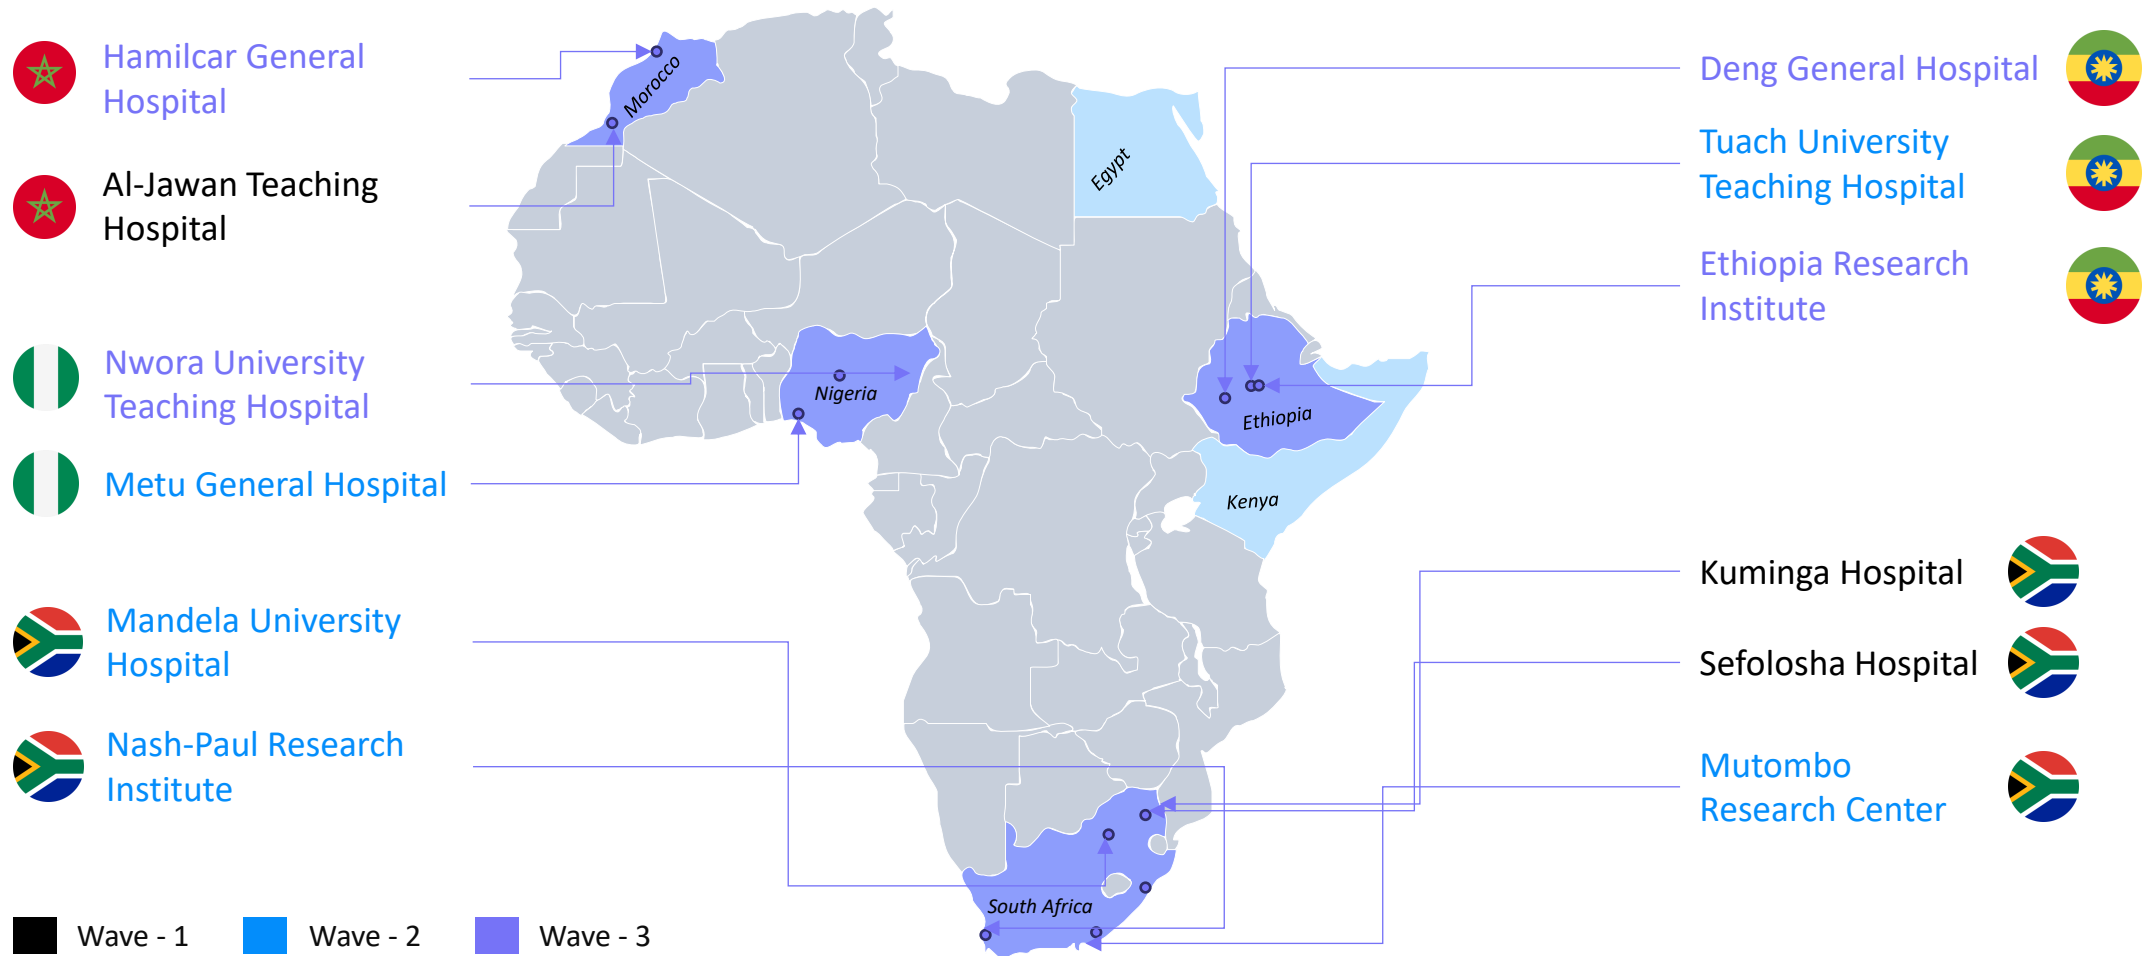 Hamilcar General
Hospital
Al-Jawan Teaching
Hospital
Nwora University
Teaching Hospital
Metu General Hospital
Mandela University
Hospital
Nash-Paul Research
Institute
Morocco
Egypt
Nigeria
Ethiopia
Kenya
South Africa
Deng General Hospital
Tuach University
Teaching Hospital
Ethiopia Research
Institute
Kuminga Hospital
Sefolosha Hospital
Mutombo
Research Center
Wave - 1
Wave - 2
Wave - 3